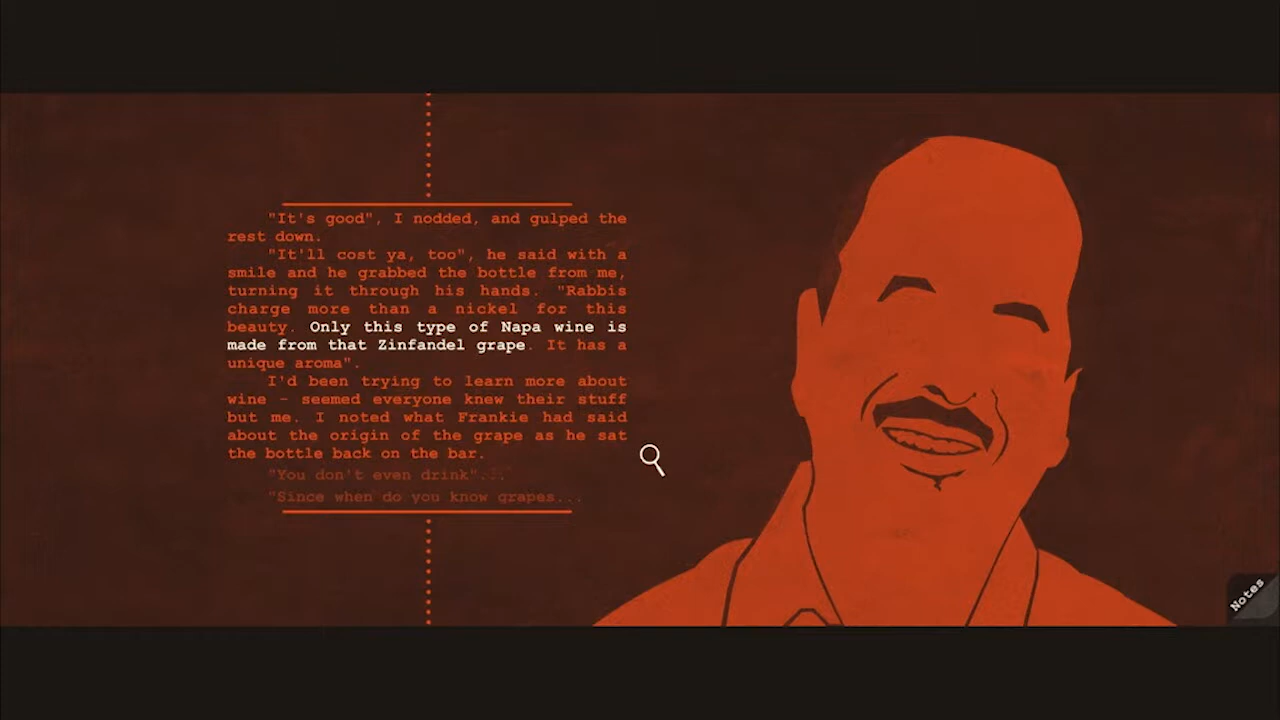 "It's good", I nodded, and gulped the
rest down.
"It'll cost ya, too", he said with a
smile and he grabbed the bottle from me,
turning it through his hands. "Rabbis
charge more than a nickel for this
beauty. Only this type of Napa wine is
made from that Zinfandel grape. It has a
unique aroma".
I'd been trying to learn more about
wine - seemed everyone knew their stuff
but me. I noted what Frankie had said
about the origin of the grape as he sat
the bottle back on the bar.
"You don't even drink"...
"Since when do you know grapes...
Notes